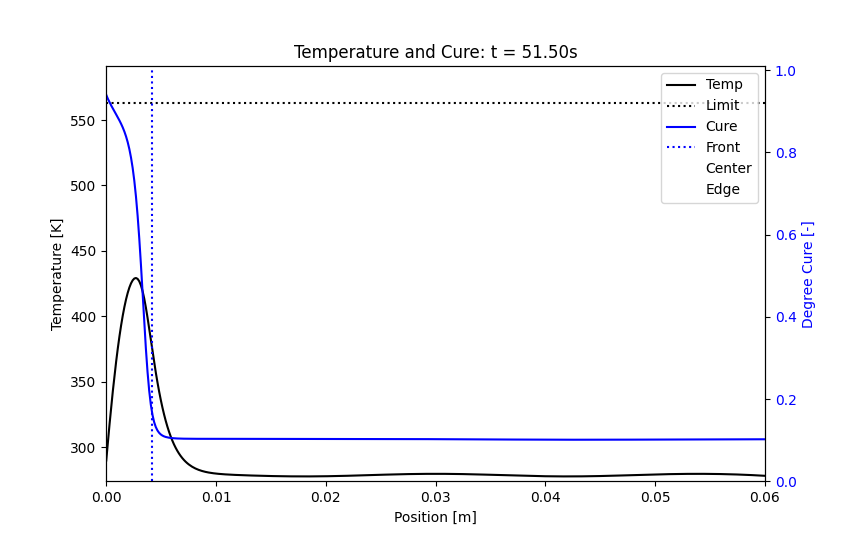 Temperature and Cure: t = 51.50s
Temp
Limit
Cure
Front
Center
Edge
Temperature [K]
550
500
450
400
350
300
Degree Cure [-]
1.0
0.8
0.6
0.4
0.2
0.0
0.00 0.01 0.02 0.03 0.04 0.05 0.06
Position [m]